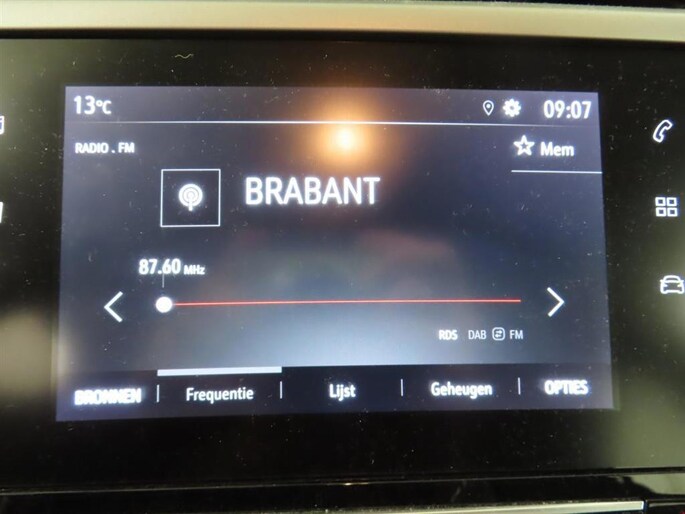 13°C 09:07
RADIO . FM Mem
BRABANT
87.60 MHz
RDS DAB FM
BRONNEN Frequentie Lijst Geheugen OPTIES